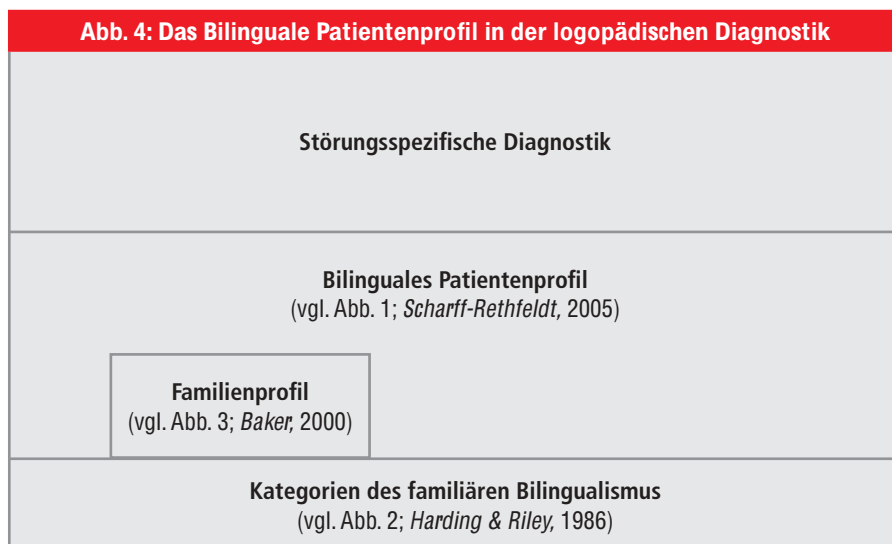 Abb. 4: Das Bilinguale Patientenprofil in der logopädischen Diagnostik
Störungsspezifische Diagnostik
Bilinguales Patientenprofil
(vgl. Abb. 1; Scharff-Rethfeldt, 2005)
Familienprofil
(vgl. Abb. 3; Baker, 2000)
Kategorien des familiären Bilingualismus
(vgl. Abb. 2; Harding & Riley, 1986)